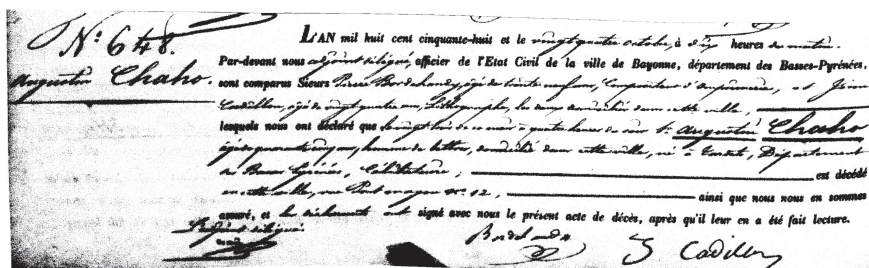 N.° 648.
Augustin Chaho.
L'AN mil huit cent cinquante-huit et le vingt quatre octobre, à dix heures du matin.
Par-devant nous adjoint délégué, officier de l'Etat Civil de la ville de Bayonne, département des Basses-Pyrénées,
sont comparus Sieurs Pierre âgé de trente neuf ans, Compositeur d'imprimerie, et
Cadillon, âgé de vingt quatre ans, Lithographe, les deux domiciliés dans cette ville,
lesquels nous ont déclaré que le vingt trois de ce mois à quatre heures du soir Sr. Augustin Chaho
âgé de quarante cinq ans, homme de lettres, domicilié dans cette ville, né à Tardets, Département
des Basses Pyrénées, Célibataire, est décédé
en cette ville, rue Pont mayou n.° 12, ainsi que nous nous en sommes
assuré, et les déclarants ont signé avec nous le présent acte de décès, après qu'il leur en a été fait lecture.
L'adjoint délégué
S. Cadillon